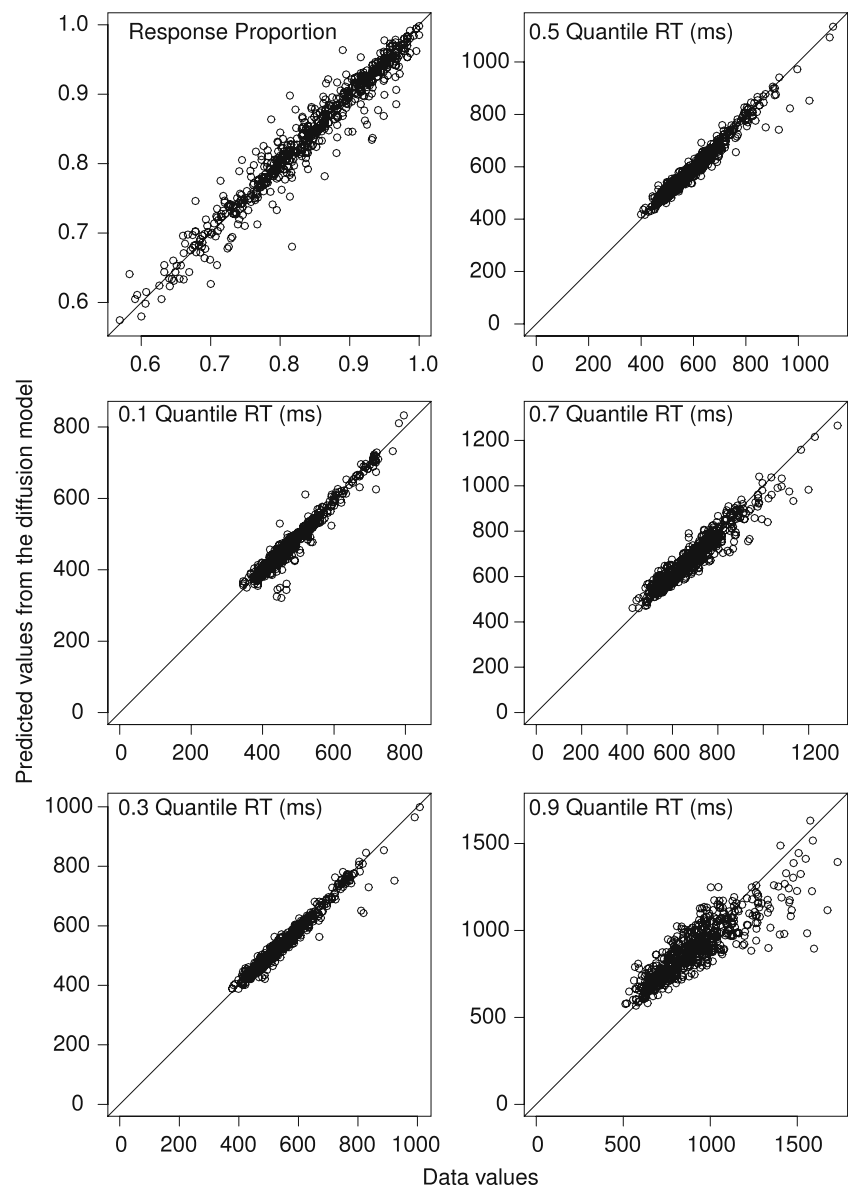 Response Proportion
1.0
0.9
0.8
0.7
0.6
0.6 0.7 0.8 0.9 1.0
0.5 Quantile RT (ms)
1000
800
600
400
200
0
0 200 400 600 800 1000
0.1 Quantile RT (ms)
800
600
400
200
0
0 200 400 600 800
0.7 Quantile RT (ms)
1200
1000
800
600
400
200
0
0 200 400 600 800 1200
0.3 Quantile RT (ms)
1000
800
600
400
200
0
0 200 400 600 800 1000
0.9 Quantile RT (ms)
1500
1000
500
0
0 500 1000 1500
Predicted values from the diffusion model
Data values